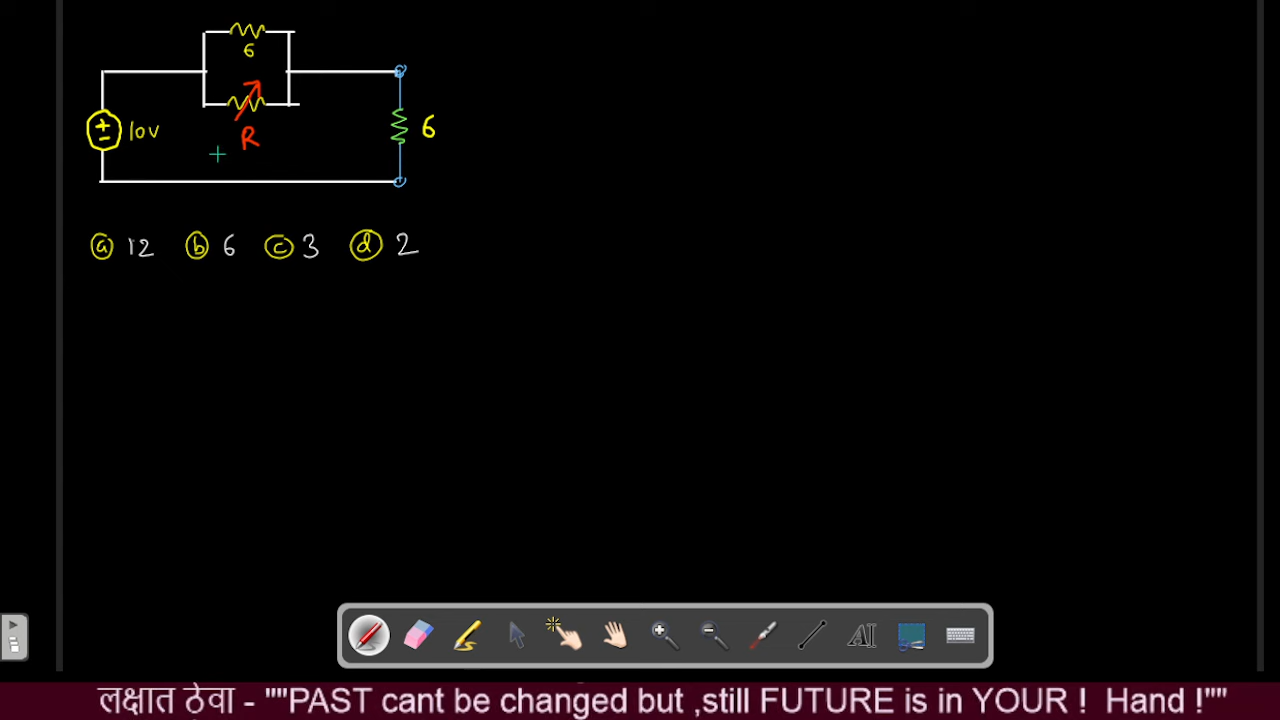 6
10V
R
6
a 12 b 6 c 3 d 2
AI
लक्षात ठेवा - ""PAST cant be changed but ,still FUTURE is in YOUR ! Hand !""